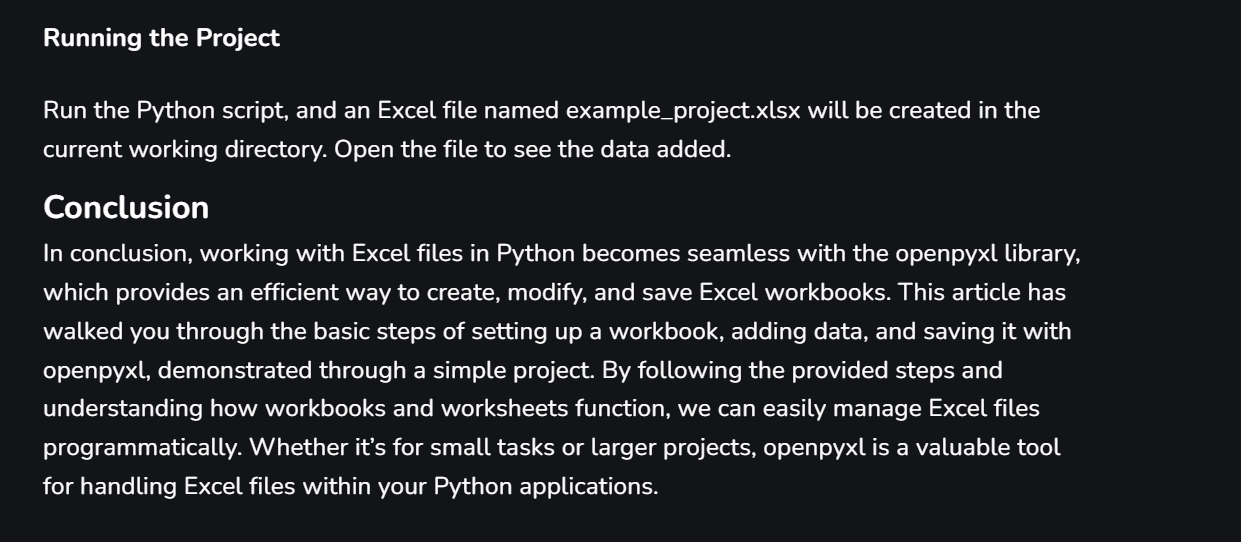 Running the Project
Run the Python script, and an Excel file named example_project.xlsx will be created in the
current working directory. Open the file to see the data added.
Conclusion
In conclusion, working with Excel files in Python becomes seamless with the openpyxl library,
which provides an efficient way to create, modify, and save Excel workbooks. This article has
walked you through the basic steps of setting up a workbook, adding data, and saving it with
openpyxl, demonstrated through a simple project. By following the provided steps and
understanding how workbooks and worksheets function, we can easily manage Excel files
programmatically. Whether it’s for small tasks or larger projects, openpyxl is a valuable tool
for handling Excel files within your Python applications.